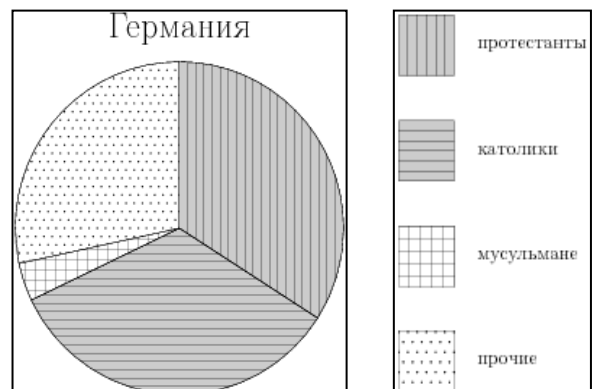 Германия
протестанты
католики
мусульмане
прочие